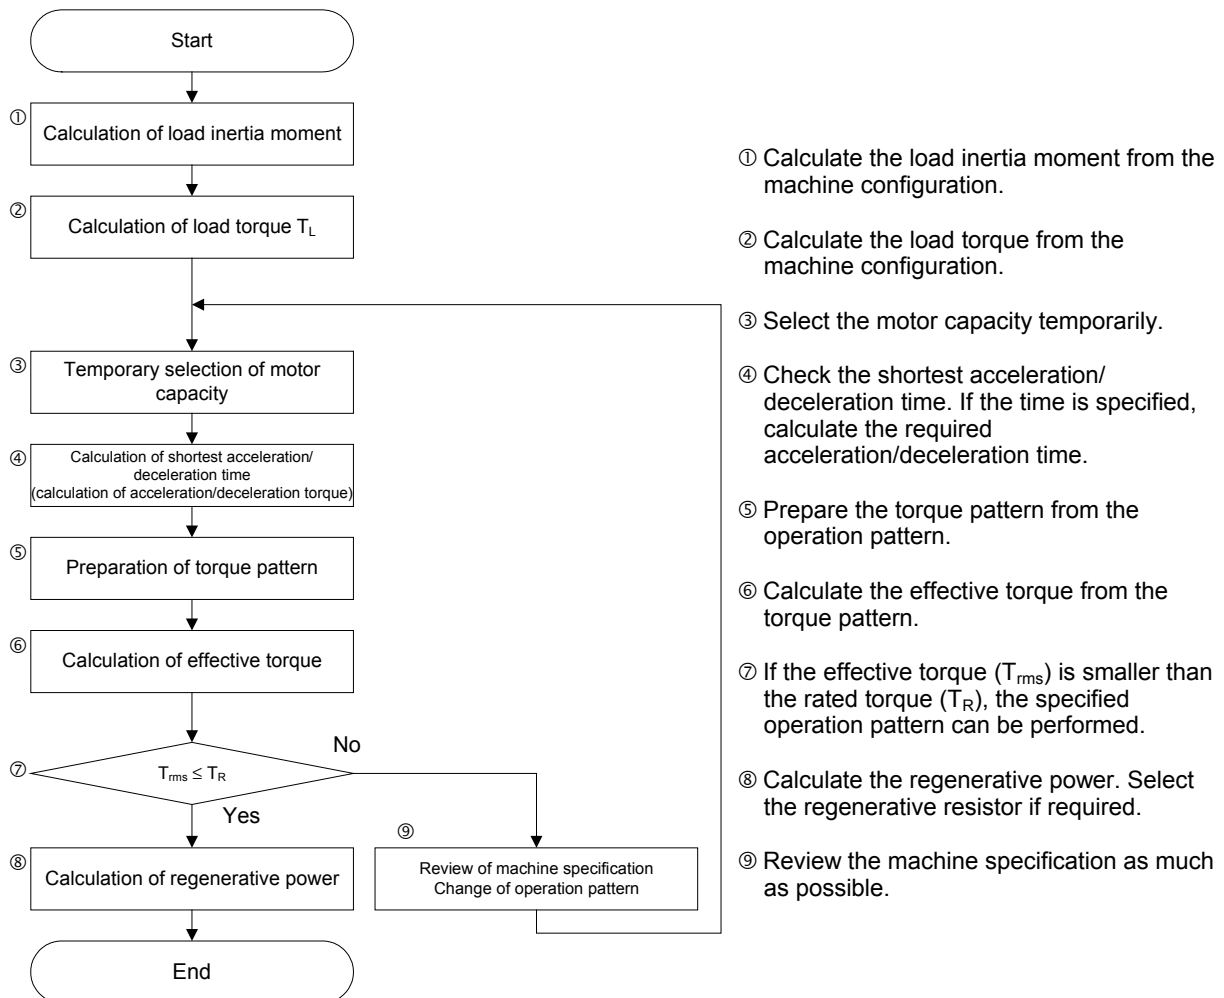 Start
①
Calculation of load inertia moment
②
Calculation of load torque TL
③
Temporary selection of motor
capacity
④
Calculation of shortest acceleration/
deceleration time
(calculation of acceleration/deceleration torque)
⑤
Preparation of torque pattern
⑥
Calculation of effective torque
⑦
Trms ≤ TR
No
Yes
⑧
Calculation of regenerative power
⑨
Review of machine specification
Change of operation pattern
End
① Calculate the load inertia moment from the
machine configuration.
② Calculate the load torque from the
machine configuration.
③ Select the motor capacity temporarily.
④ Check the shortest acceleration/
deceleration time. If the time is specified,
calculate the required
acceleration/deceleration time.
⑤ Prepare the torque pattern from the
operation pattern.
⑥ Calculate the effective torque from the
torque pattern.
⑦ If the effective torque (Trms) is smaller than
the rated torque (TR), the specified
operation pattern can be performed.
⑧ Calculate the regenerative power. Select
the regenerative resistor if required.
⑨ Review the machine specification as much
as possible.